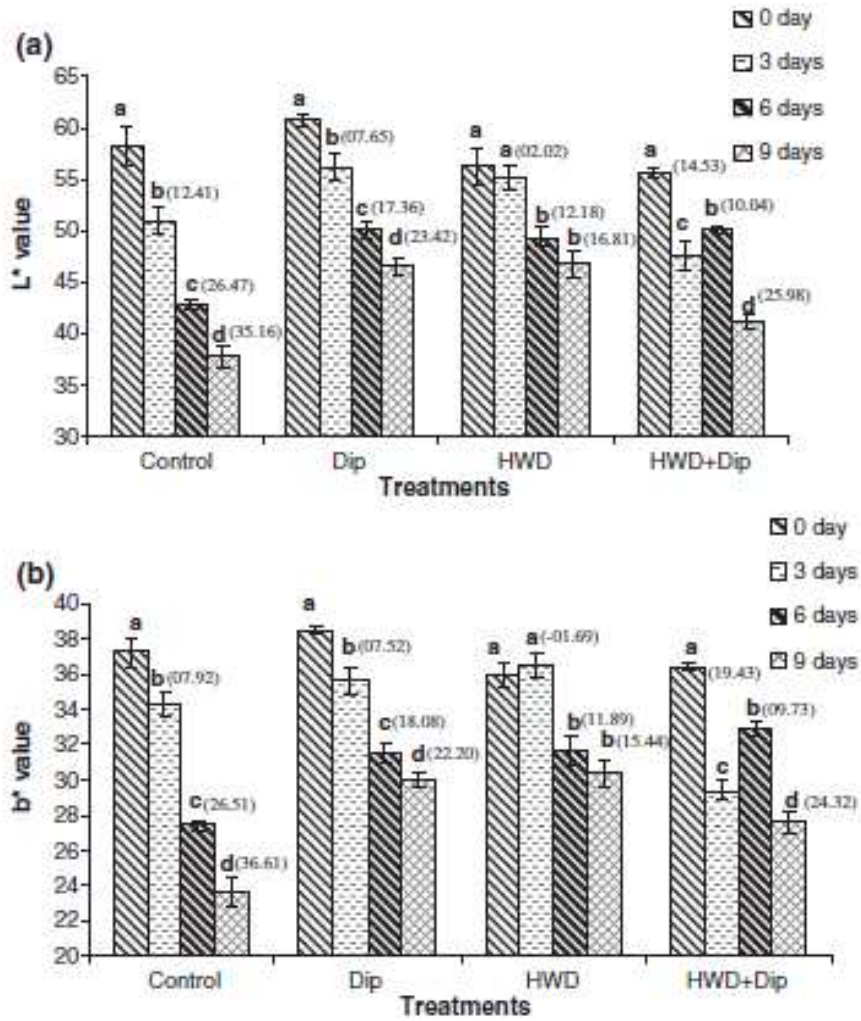 (a)
0 day
3 days
6 days
9 days
65
60
55
50
45
40
35
30
L* value
a
b(12.41)
c(26.47)
d(35.16)
a
b(07.65)
c(17.36)
d(23.42)
a
a(02.02)
b(12.18)
b(16.81)
a
(14.53)
c
b(10.04)
d(25.98)
Control Dip HWD HWD+Dip
Treatments
(b)
0 day
3 days
6 days
9 days
40
38
36
34
32
30
28
26
24
22
20
b* value
a
b(07.92)
c(26.51)
d(36.61)
a
b(07.52)
c(18.08)
d(22.20)
a
a(-01.69)
b(11.89)
b(15.44)
a
(19.43)
c
b(09.73)
d(24.32)
Control Dip HWD HWD+Dip
Treatments